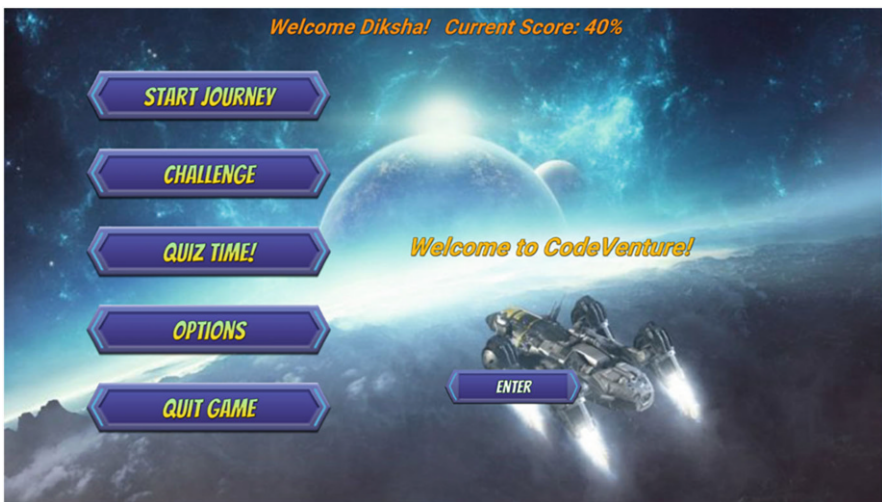 Welcome Diksha! Current Score: 40%
START JOURNEY
CHALLENGE
QUIZ TIME!
OPTIONS
QUIT GAME
Welcome to CodeVenture!
ENTER